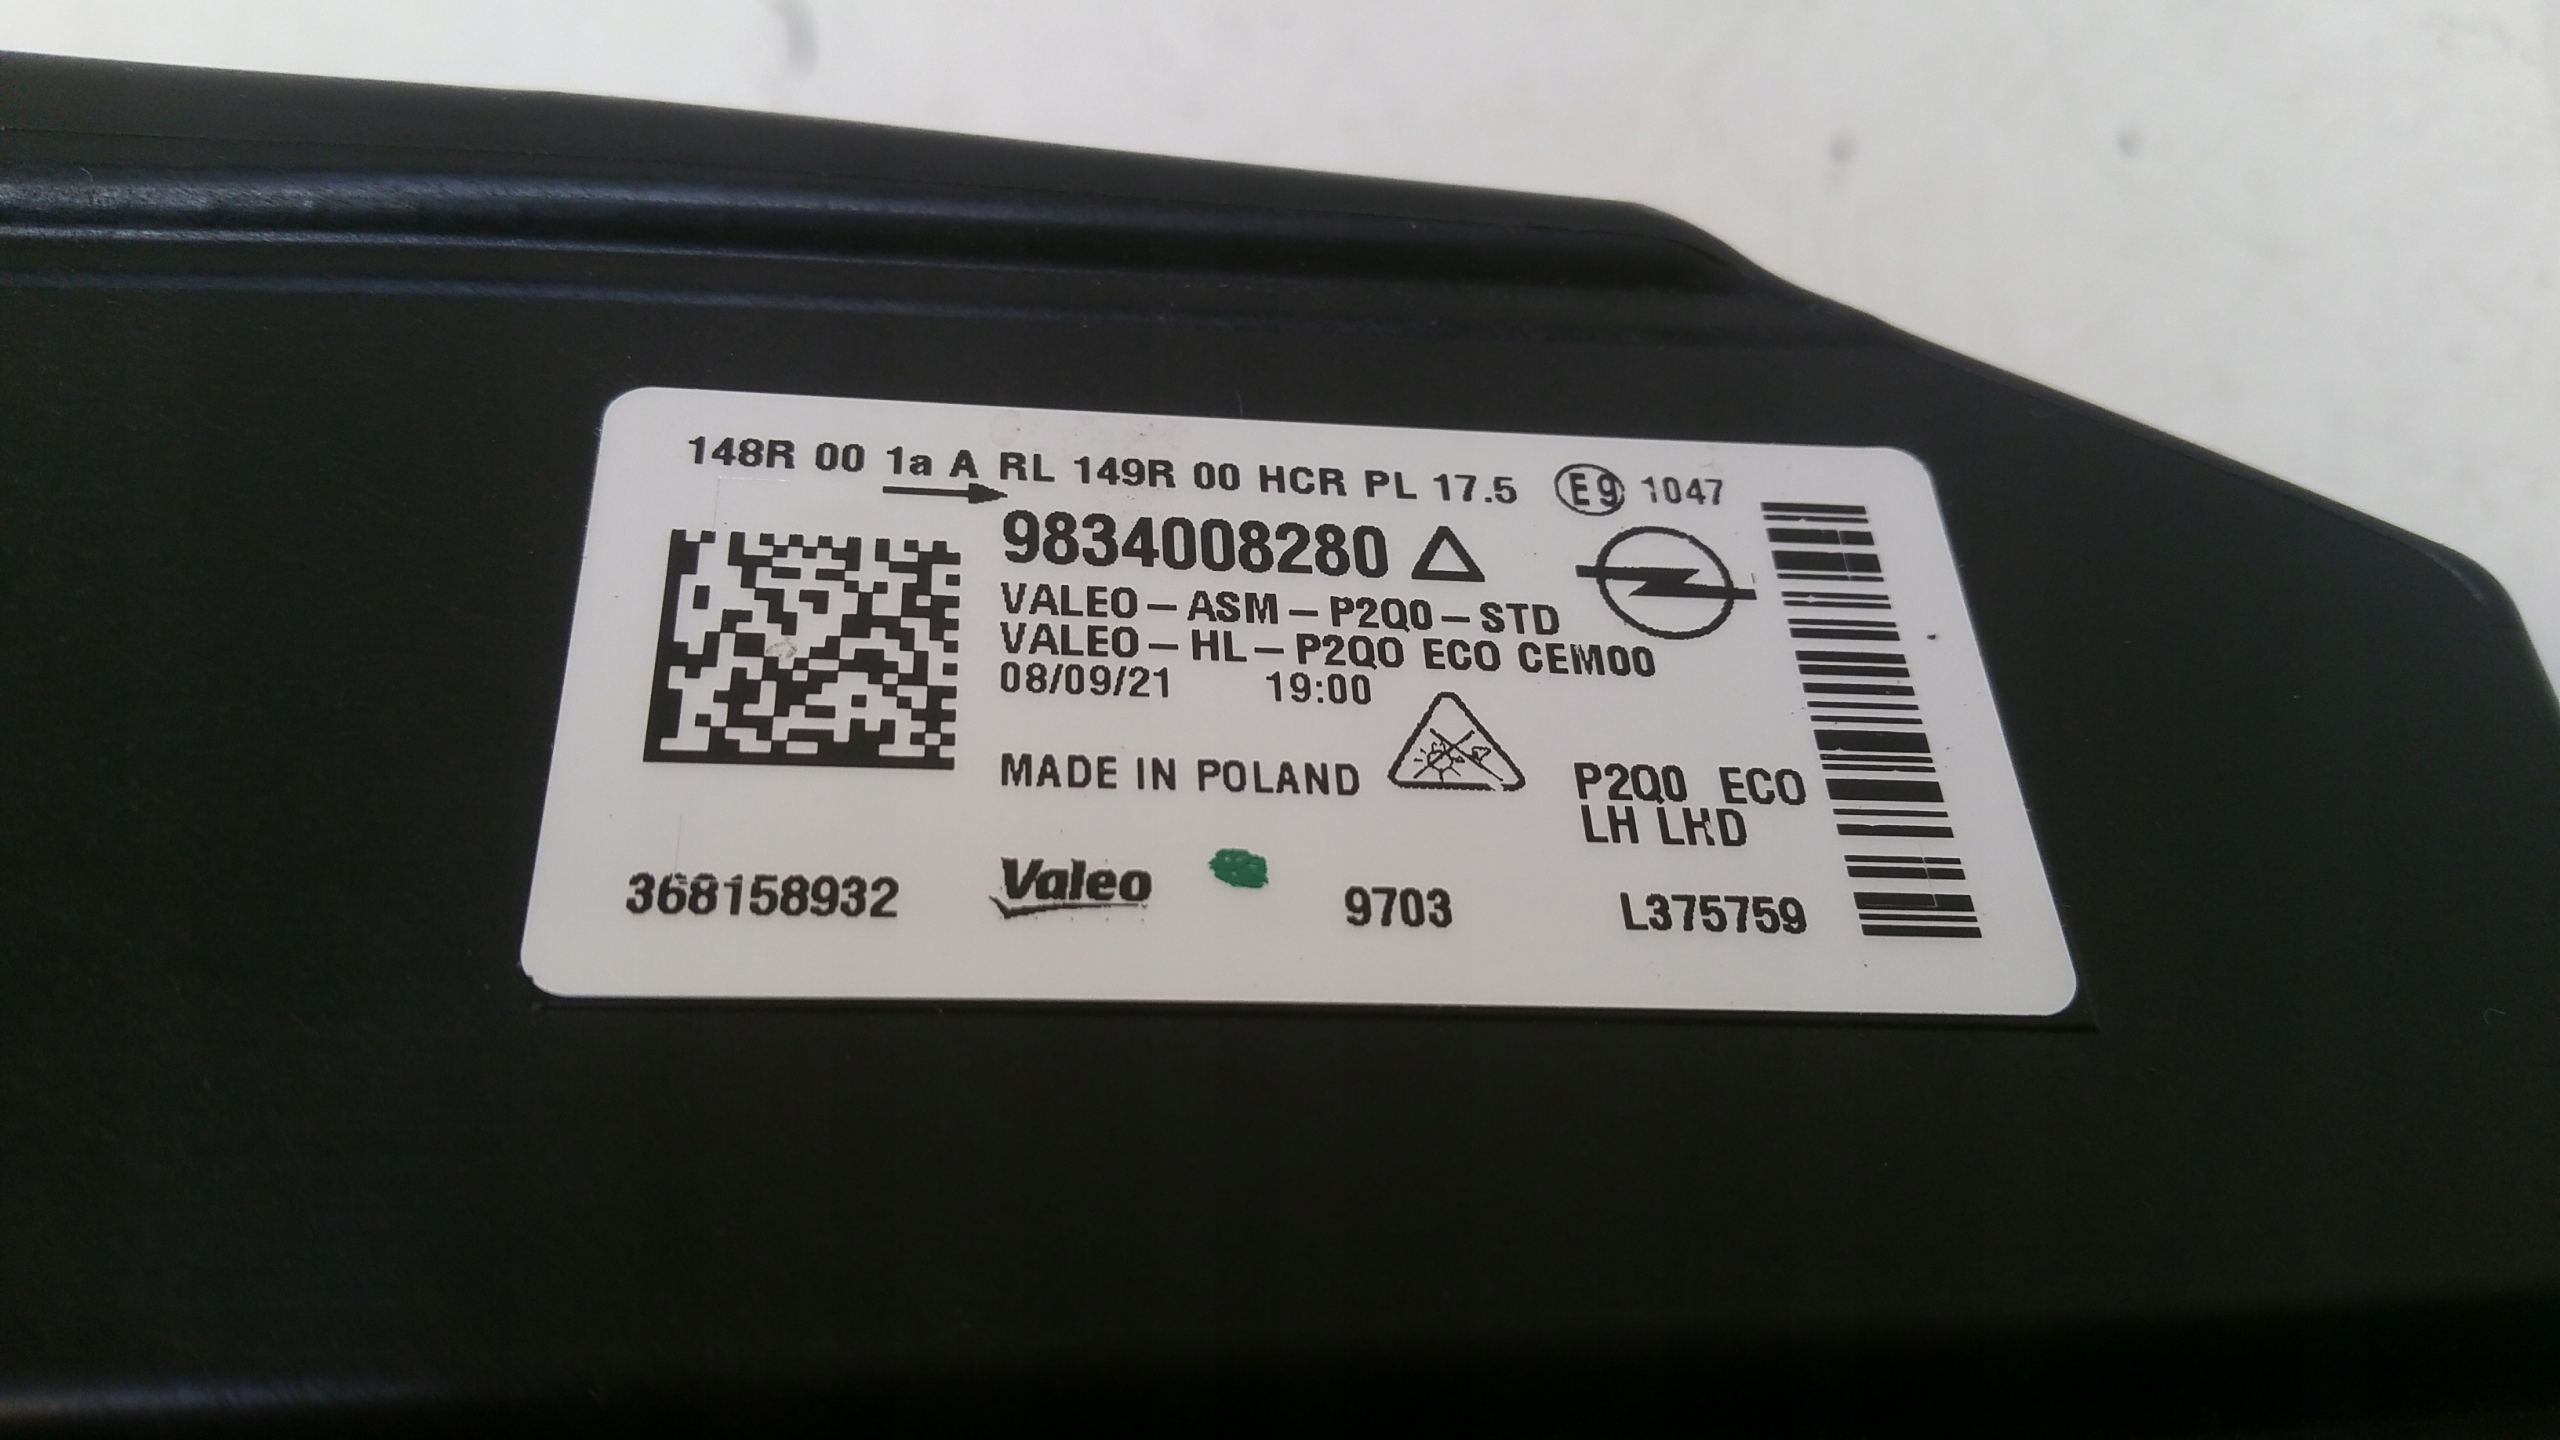 148R 00 1a A RL 149R 00 HCR PL 17.5 E9 1047
9834008280
VALEO-ASM-P2Q0-STD
VALEO-HL-P2QO ECO CEM00
08/09/21 19:00
MADE IN POLAND
P2Q0 ECO
LH LHD
368158932 Valeo 9703 L375759